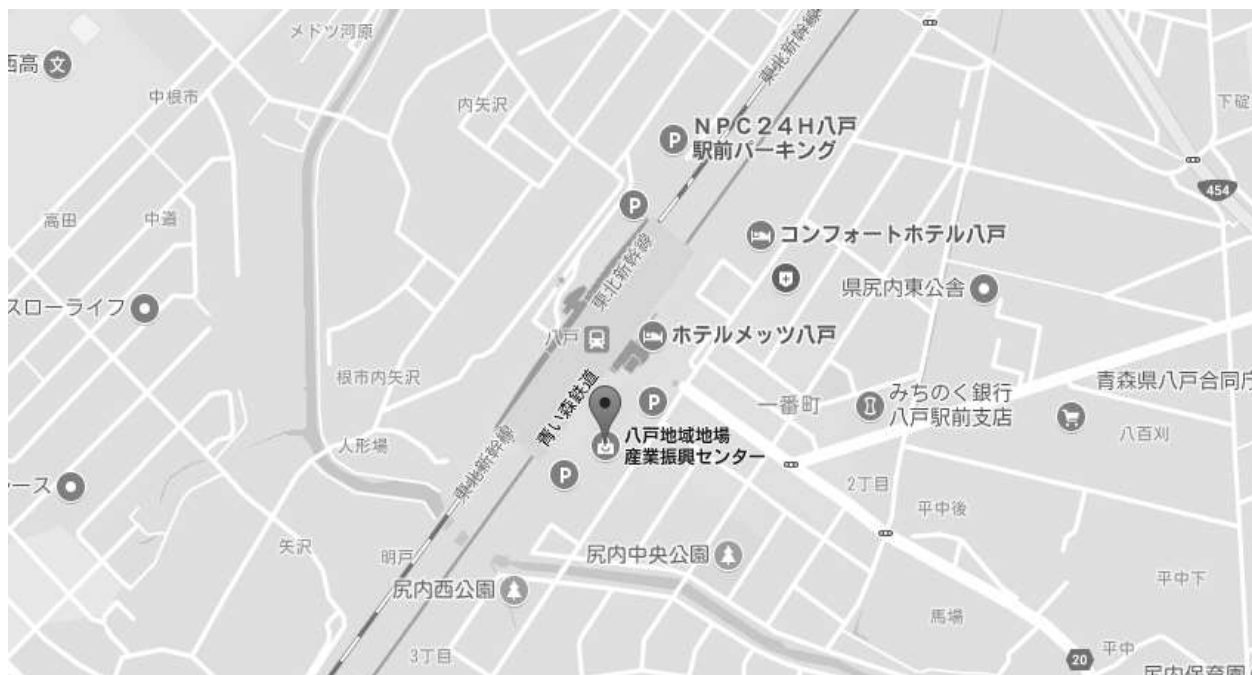 メドツ河原
西高
中根市
内矢沢
東北新幹線
下碇
P
NPC24H八戸
駅前パーキング
454
P
高田
中道
コンフォートホテル八戸
東北新幹線
県尻内東公舎
スローライフ
八戸
ホテルメッツ八戸
根市内矢沢
青い森鉄道
P
一番町
みちのく銀行
八戸駅前支店
青森県八戸合同庁
八百刈
人形場
八戸地域地場
産業振興センター
東北新幹線
P
ース
2丁目
平中後
矢沢
明戸
尻内中央公園
尻内西公園
平中下
馬場
3丁目
20
平中
尻内保育園